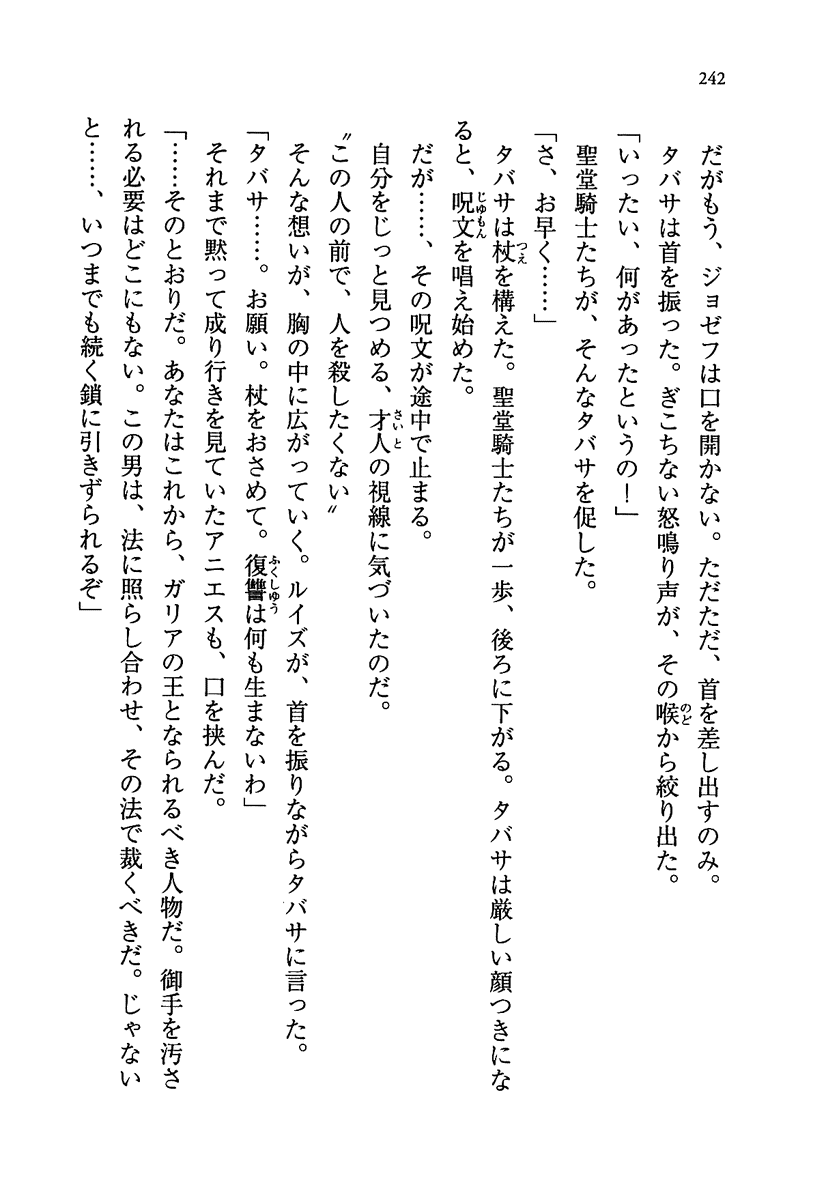 242
だがもう、ジョゼフは口を開かない。ただただ、首を差し出すのみ。
タバサは首を振った。ぎこちない怒鳴り声が、その喉から絞り出た。
「いったい、何があったというの！」
聖堂騎士たちが、そんなタバサを促した。
「さ、お早く……」
タバサは杖を構えた。聖堂騎士たちが一歩、後ろに下がる。タバサは厳しい顔つきにな
ると、呪文を唱え始めた。
だが……、その呪文が途中で止まる。
自分をじっと見つめる、才人の視線に気づいたのだ。
〝この人の前で、人を殺したくない〟
そんな想いが、胸の中に広がっていく。ルイズが、首を振りながらタバサに言った。
「タバサ……。お願い。杖をおさめて。復讐は何も生まないわ」
それまで黙って成り行きを見ていたアニエスも、口を挟んだ。
「……そのとおりだ。あなたはこれから、ガリアの王となられるべき人物だ。御手を汚さ
れる必要はどこにもない。この男は、法に照らし合わせ、その法で裁くべきだ。じゃない
と……、いつまでも続く鎖に引きずられるぞ」